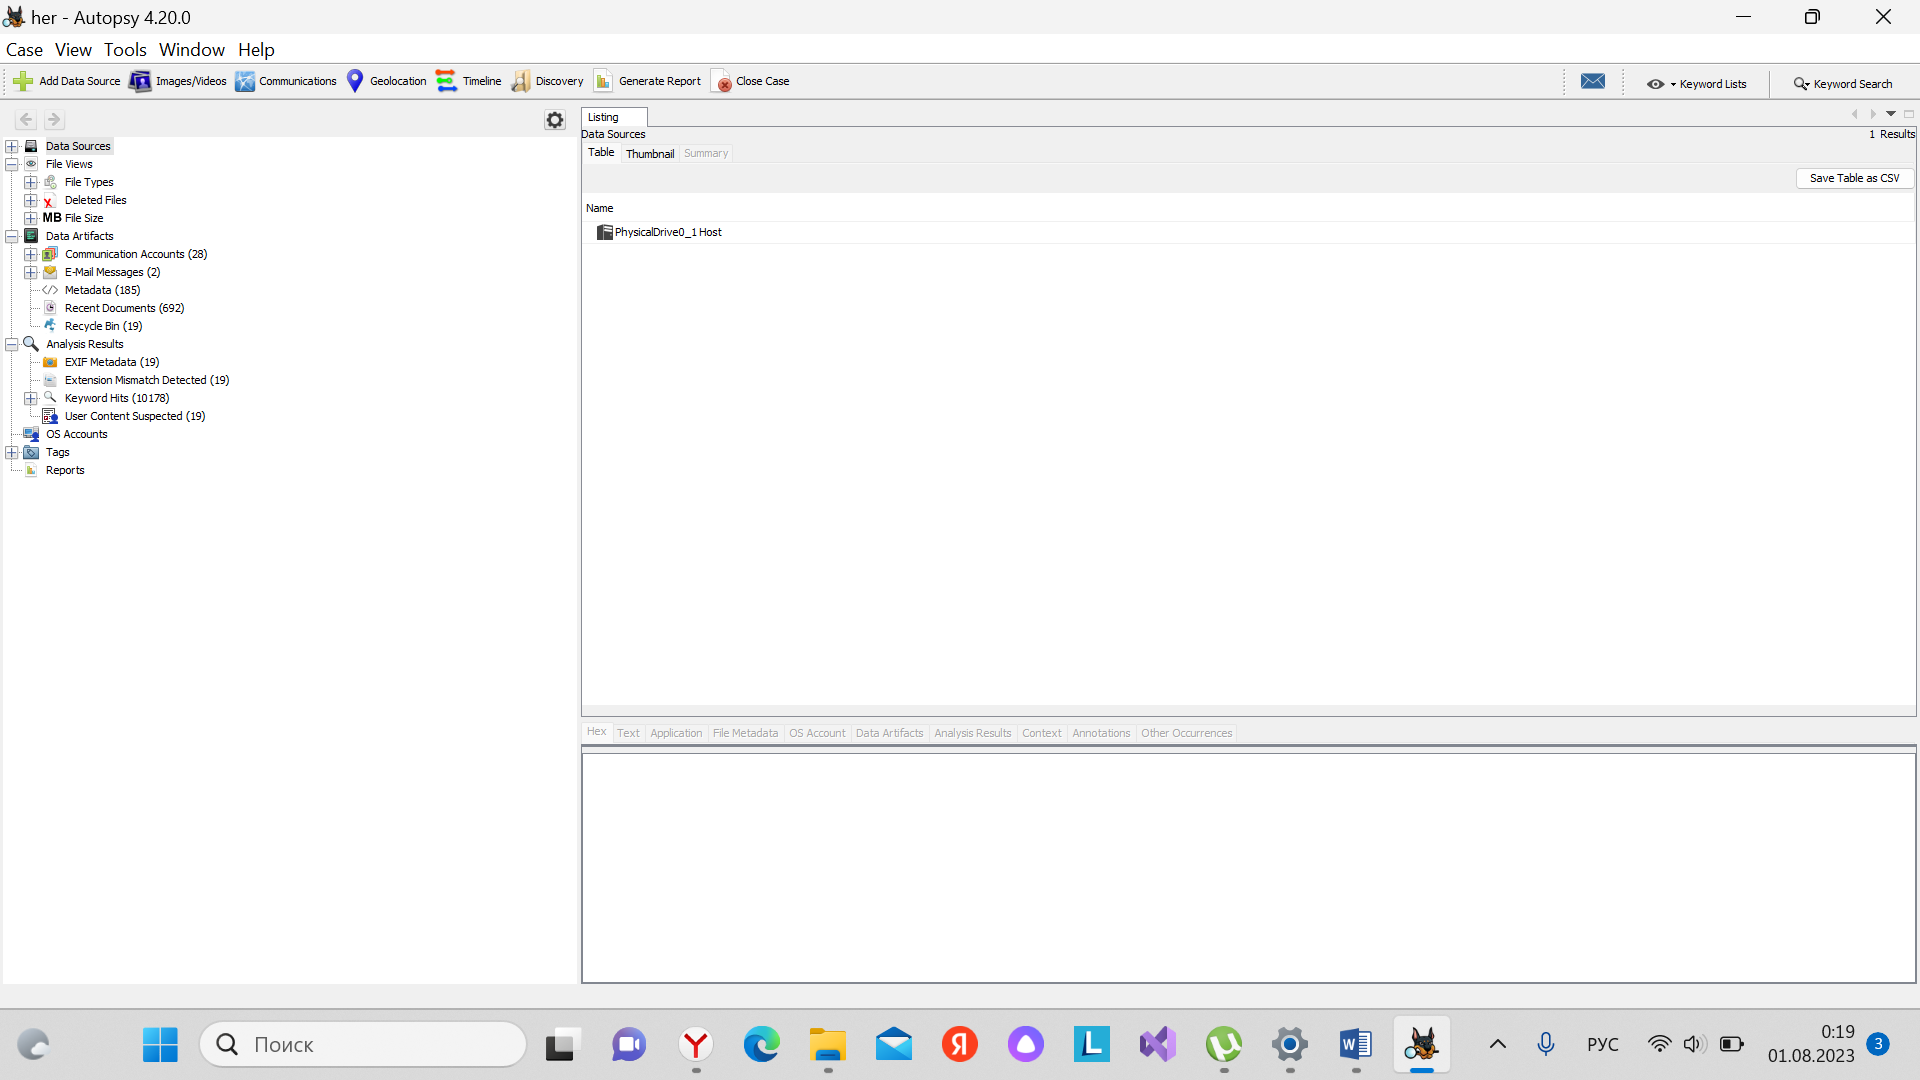 her - Autopsy 4.20.0
Case View Tools Window Help
Add Data Source Images/Videos Communications Geolocation Timeline Discovery Generate Report Close Case Keyword Lists Keyword Search
Listing
Data Sources 1 Results
Table Thumbnail Summary
Save Table as CSV
Name
PhysicalDrive0_1 Host
Data Sources
File Views
File Types
Deleted Files
MB File Size
Data Artifacts
Communication Accounts (28)
E-Mail Messages (2)
Metadata (185)
Recent Documents (692)
Recycle Bin (19)
Analysis Results
EXIF Metadata (19)
Extension Mismatch Detected (19)
Keyword Hits (10178)
User Content Suspected (19)
OS Accounts
Tags
Reports
Hex Text Application File Metadata OS Account Data Artifacts Analysis Results Context Annotations Other Occurrences
Поиск
Y
Я
L
W
РУС
0:19
01.08.2023
3